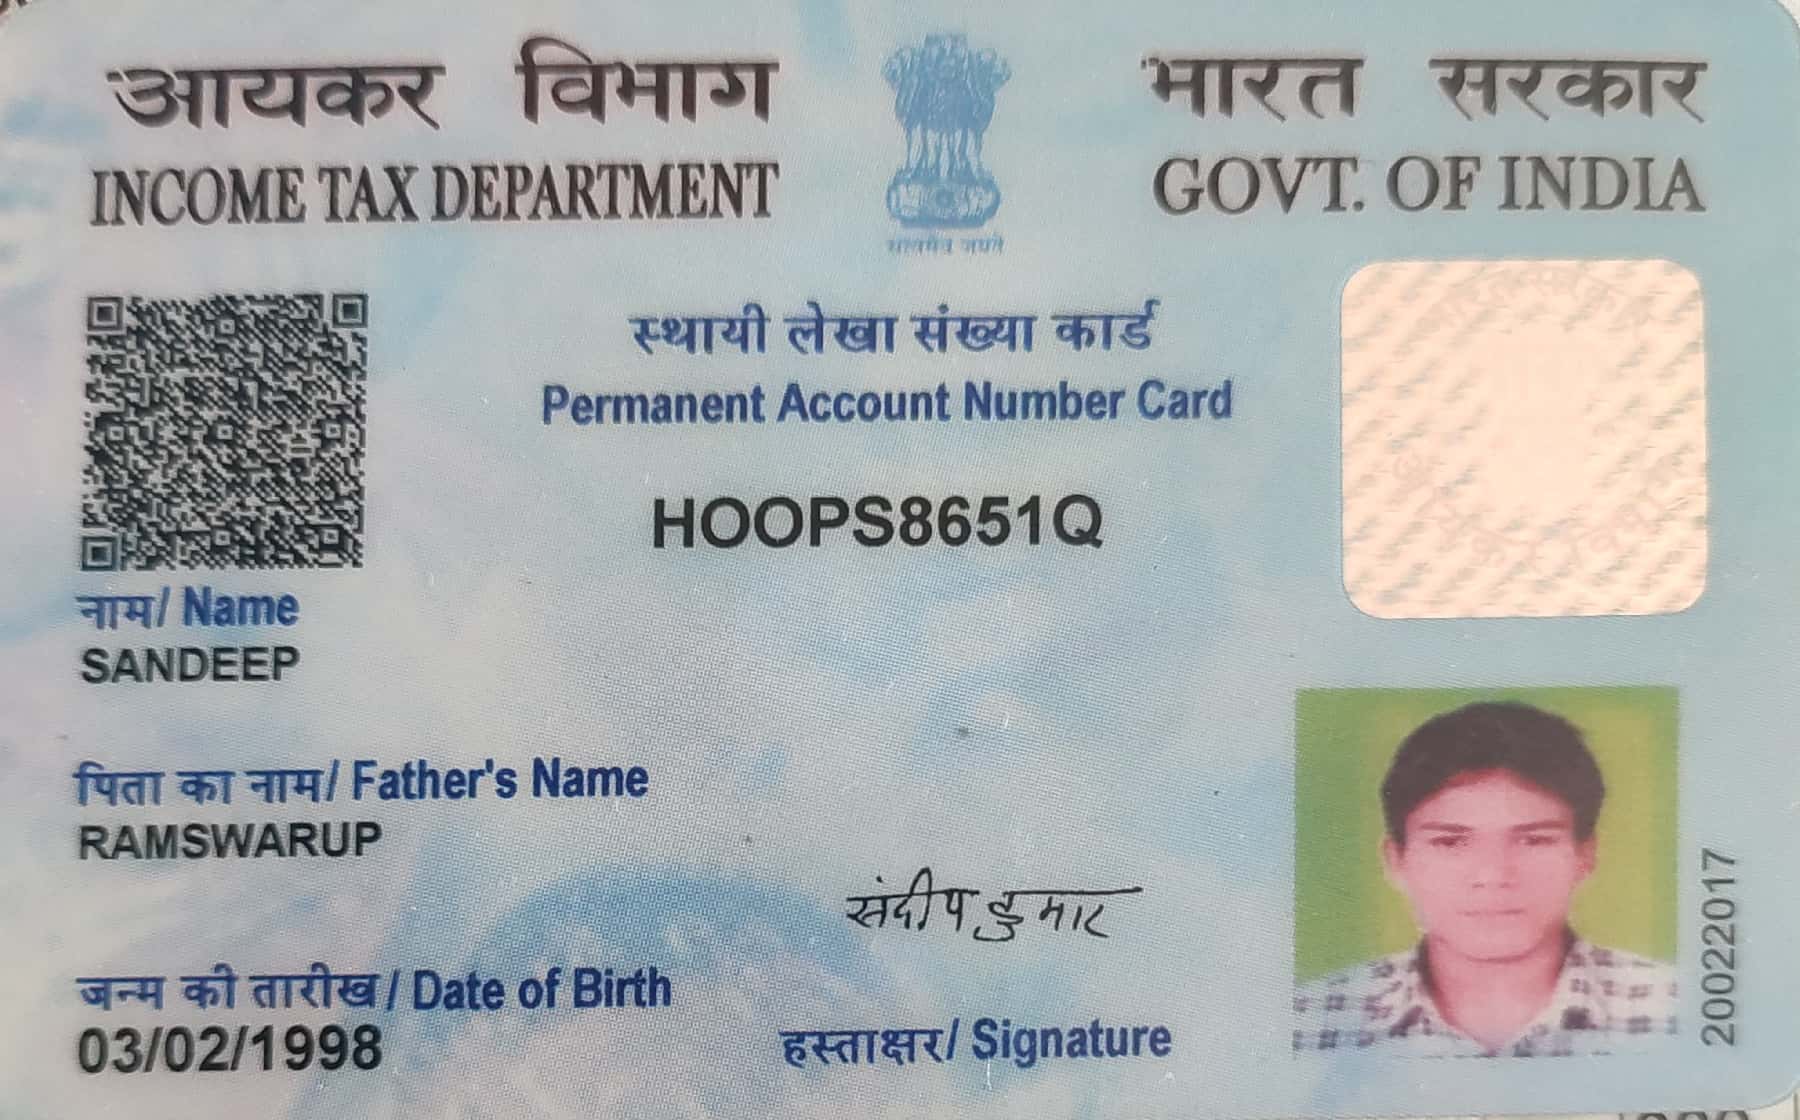 आयकर विभाग
INCOME TAX DEPARTMENT
सत्यमेव जयते
भारत सरकार
GOVT. OF INDIA
स्थायी लेखा संख्या कार्ड
Permanent Account Number Card
HOOPS8651Q
नाम/ Name
SANDEEP
पिता का नाम/ Father's Name
RAMSWARUP
संदीप कुमार
जन्म की तारीख/ Date of Birth
03/02/1998
हस्ताक्षर/ Signature
20022017